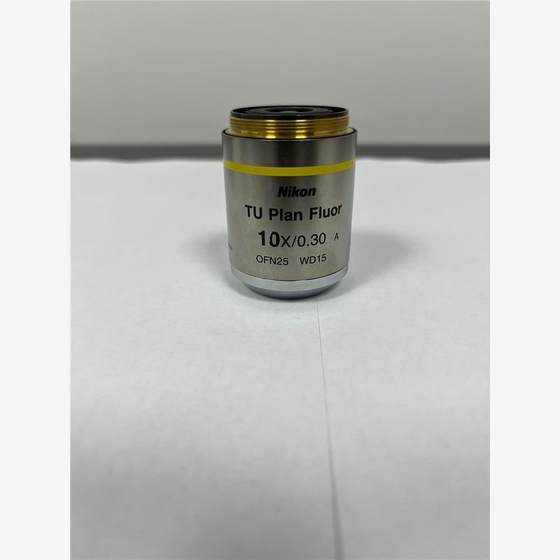 Nikon
TU Plan Fluor
10X/0.30 A
OFN25 WD15